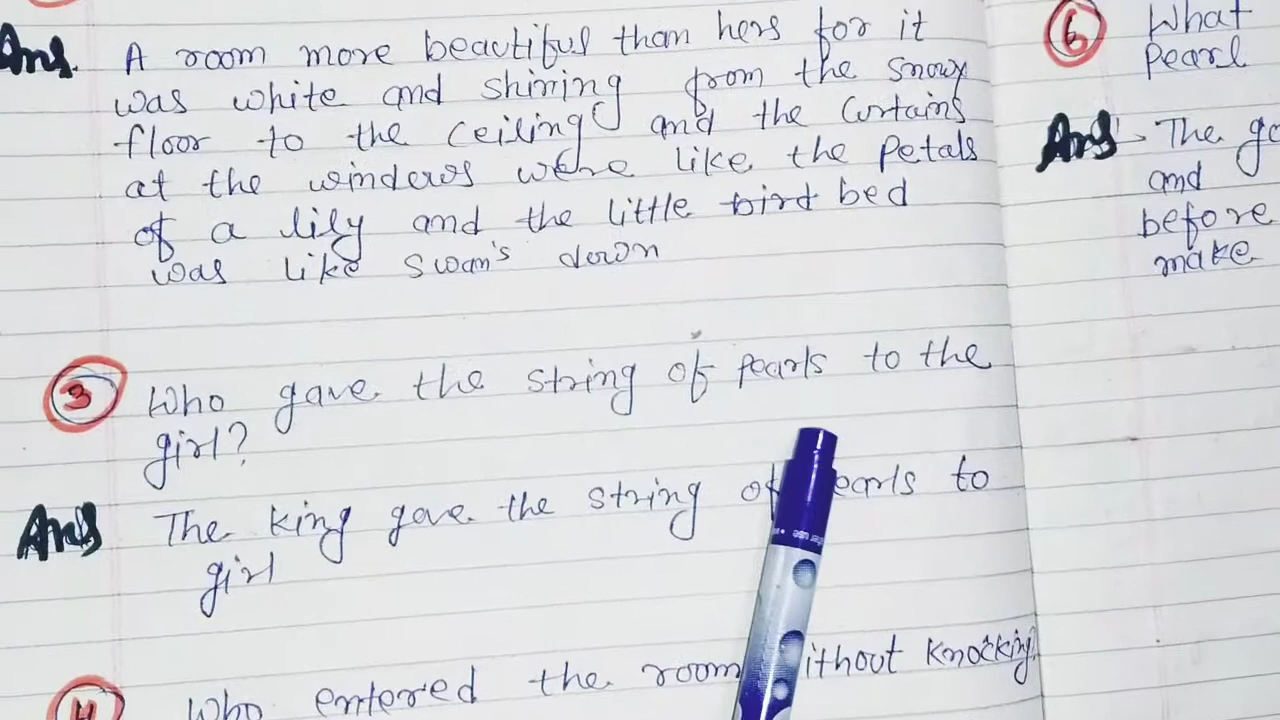 Ans. A room more beautiful than hers for it
was white and shining from the snowy
floor to the ceiling and the Curtains
at the windows were like the petals
of a lily and the little bird bed
was like swan's down
3 Who gave the string of pearls to the
girl?
Ans The king gave the string of pearls to
girl
4 Who entered the room without knocking
6 What
pearl
Ans. The
and
before
make